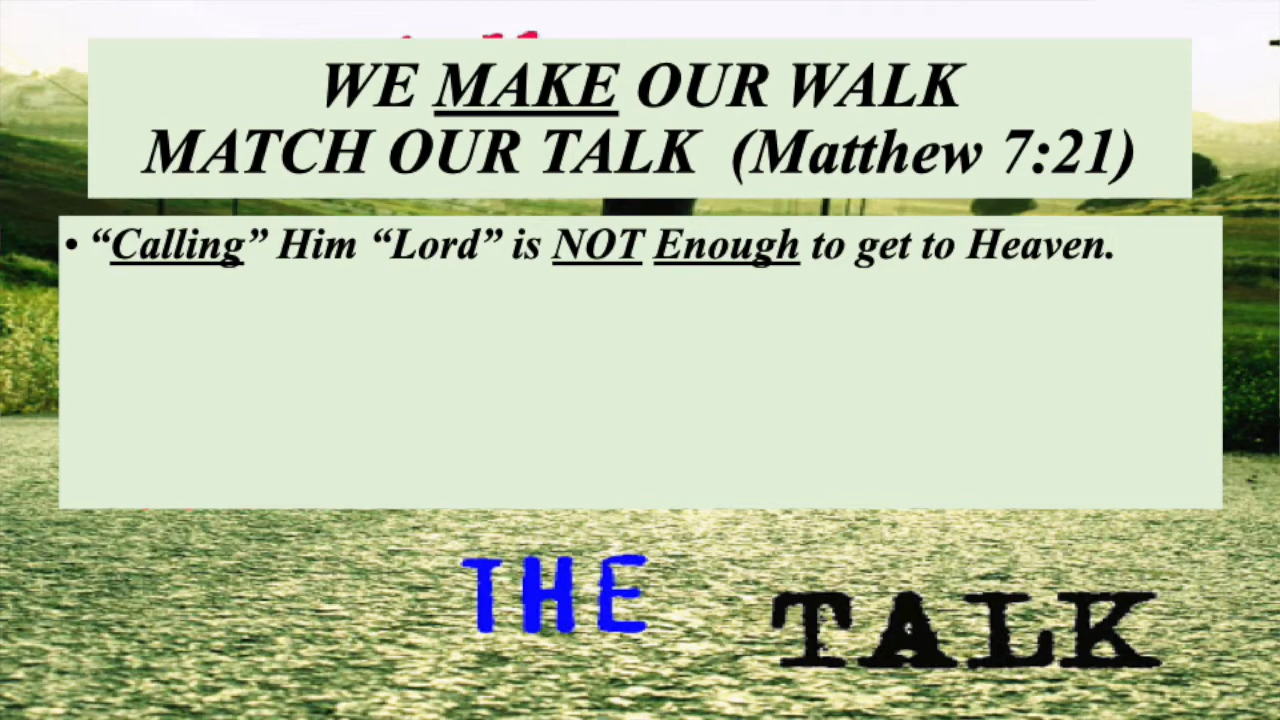 WE MAKE OUR WALK
MATCH OUR TALK (Matthew 7:21)
• “Calling” Him “Lord” is NOT Enough to get to Heaven.
THE
TALK